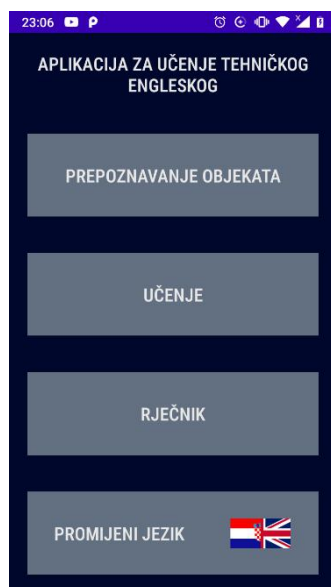 23:06
APLIKACIJA ZA UČENJE TEHNIČKOG
ENGLESKOG
PREPOZNAVANJE OBJEKATA
UČENJE
RJEČNIK
PROMIJENI JEZIK